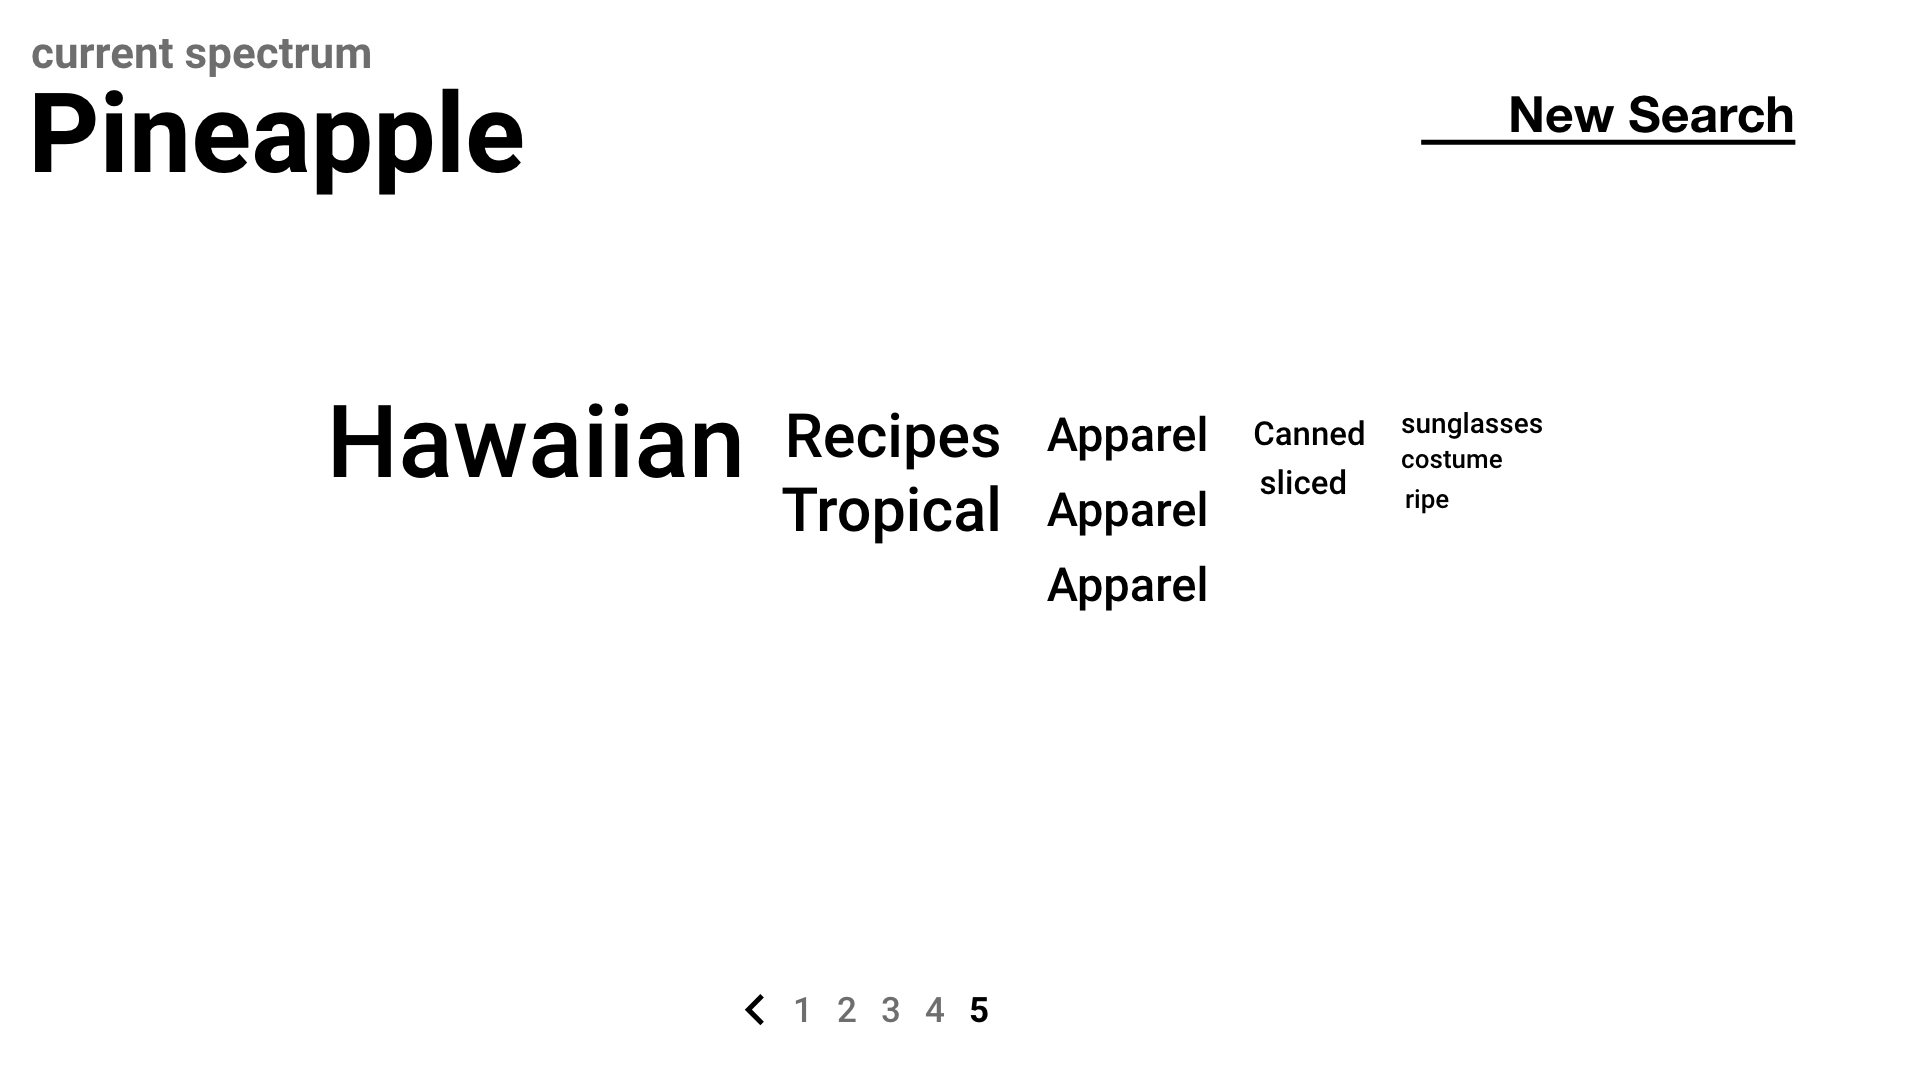 current spectrum
Pineapple
New Search
Hawaiian
Recipes
Tropical
Apparel
Apparel
Apparel
Canned
sliced
sunglasses
costume
ripe
1 2 3 4 5